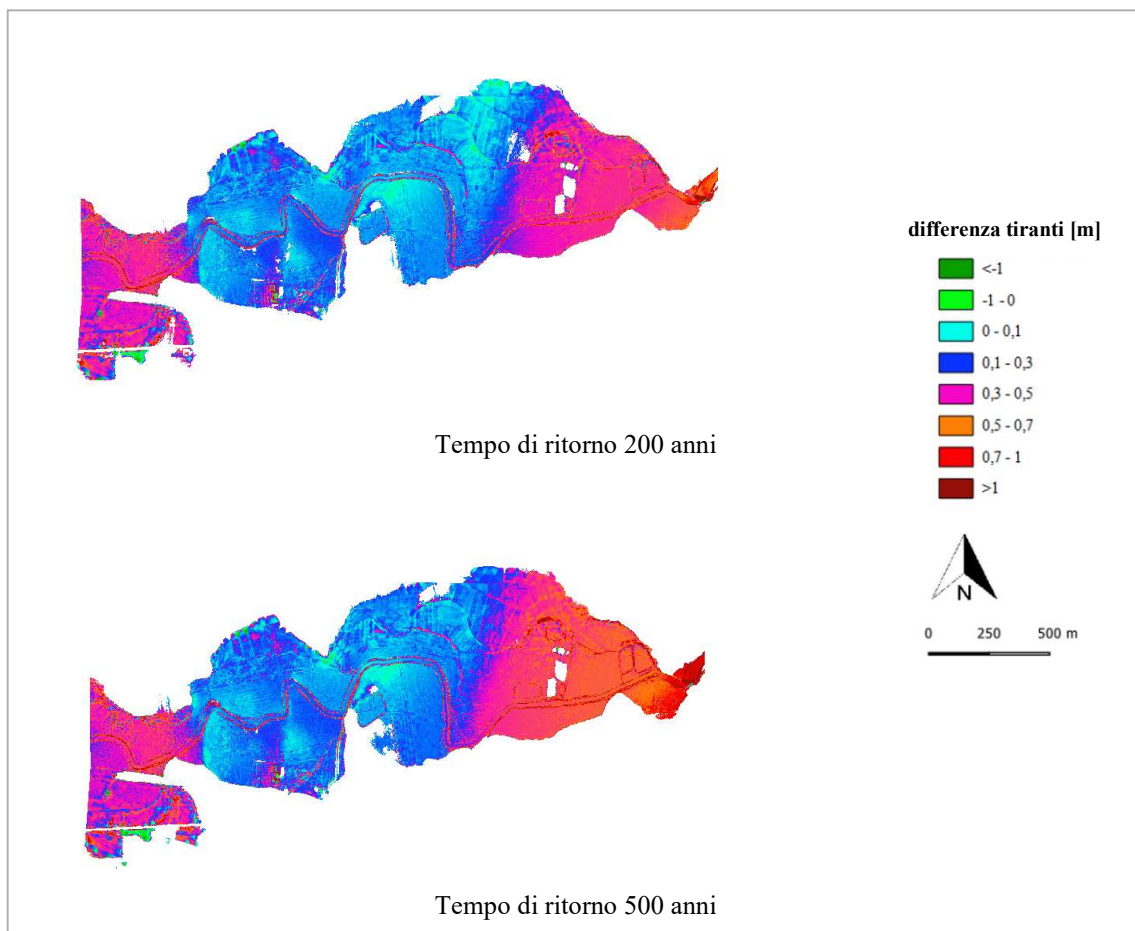 Tempo di ritorno 200 anni
differenza tiranti [m]
<-1
-1 - 0
0 - 0,1
0,1 - 0,3
0,3 - 0,5
0,5 - 0,7
0,7 - 1
>1
N
0 250 500 m
Tempo di ritorno 500 anni